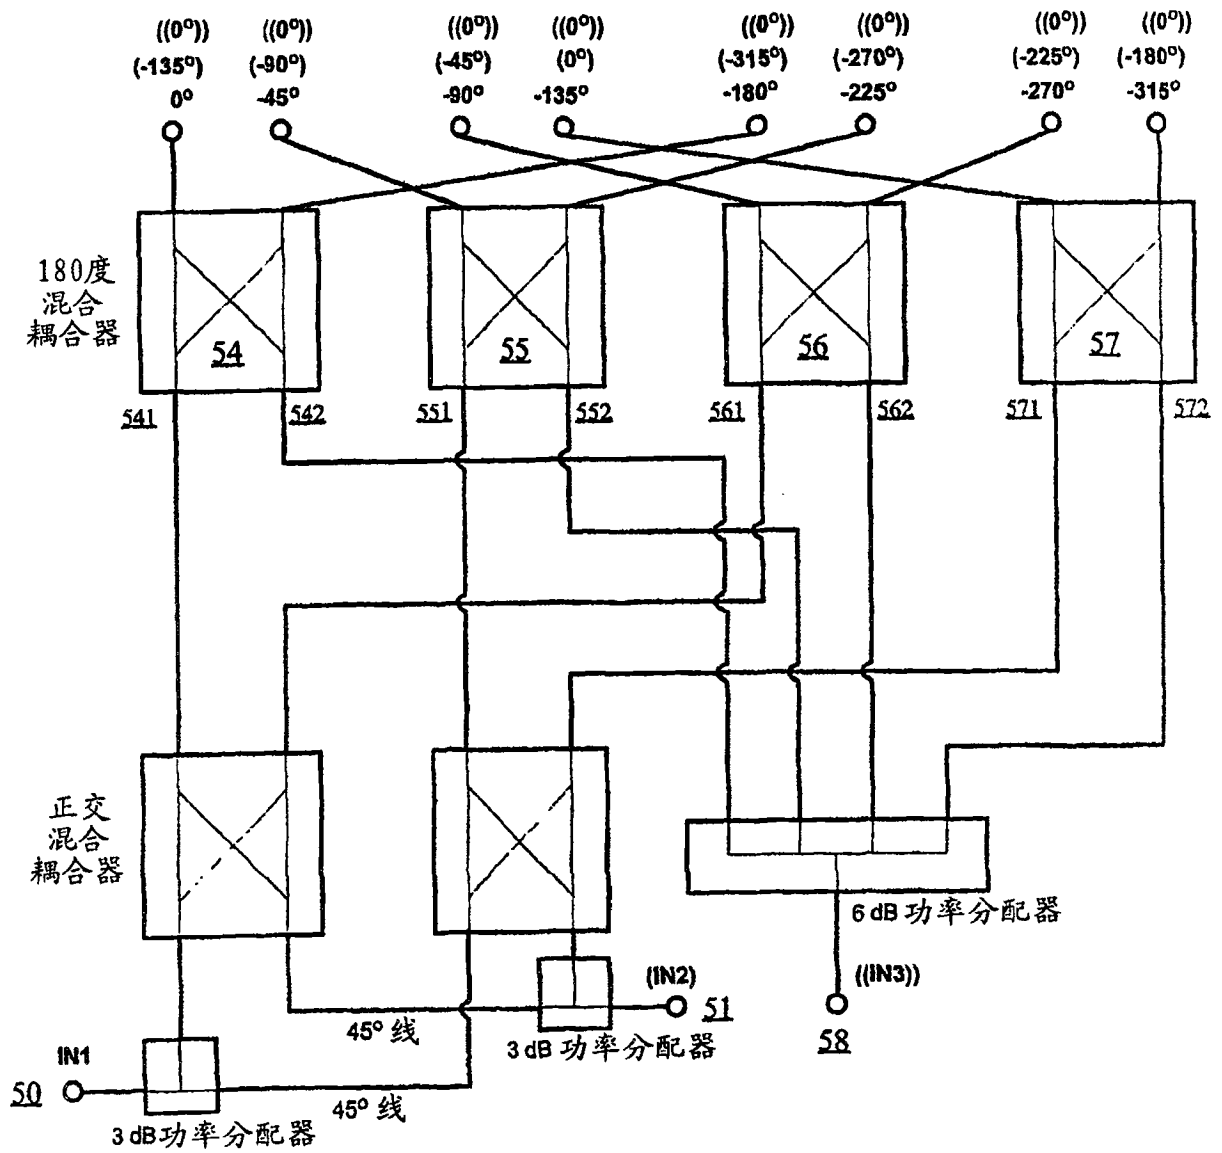 ((0°)) ((0°)) ((0°)) ((0°)) ((0°)) ((0°)) ((0°)) ((0°))
(-135°) (-90°) (-45°) (0°) (-315°) (-270°) (-225°) (-180°)
0° -45° -90° -135° -180° -225° -270° -315°
180度
混合
耦合器
54 55 56 57
541 542 551 552 561 562 571 572
正交
混合
耦合器
6 dB 功率分配器
(IN2) 51
((IN3))
58
45° 线
3 dB 功率分配器
50 IN1
45° 线
3 dB 功率分配器